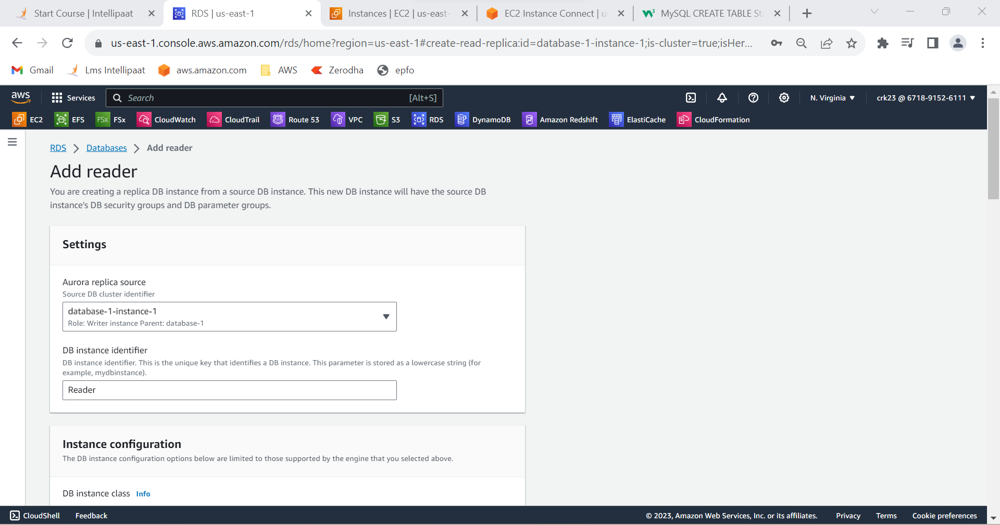 Start Course | Intellipaat
RDS | us-east-1
Instances | EC2 | us-east-
EC2 Instance Connect | u
MySQL CREATE TABLE Sta
us-east-1.console.aws.amazon.com/rds/home?region=us-east-1#create-read-replica:id=database-1-instance-1;is-cluster=true;isHer...
Gmail
Lms Intellipaat
aws.amazon.com
AWS
Zerodha
epfo
aws
Services
Search
[Alt+S]
N. Virginia
crk23 @ 6718-9152-6111
EC2
EFS
FSx
FSx
CloudWatch
CloudTrail
Route 53
VPC
S3
RDS
DynamoDB
Amazon Redshift
ElastiCache
CloudFormation
RDS
Databases
Add reader
Add reader
You are creating a replica DB instance from a source DB instance. This new DB instance will have the source DB
instance's DB security groups and DB parameter groups.
Settings
Aurora replica source
Source DB cluster identifier
database-1-instance-1
Role: Writer instance Parent: database-1
DB instance identifier
DB instance identifier. This is the unique key that identifies a DB instance. This parameter is stored as a lowercase string (for
example, mydbinstance).
Reader
Instance configuration
The DB instance configuration options below are limited to those supported by the engine that you selected above.
DB instance class Info
CloudShell
Feedback
© 2023, Amazon Web Services, Inc. or its affiliates.
Privacy
Terms
Cookie preferences